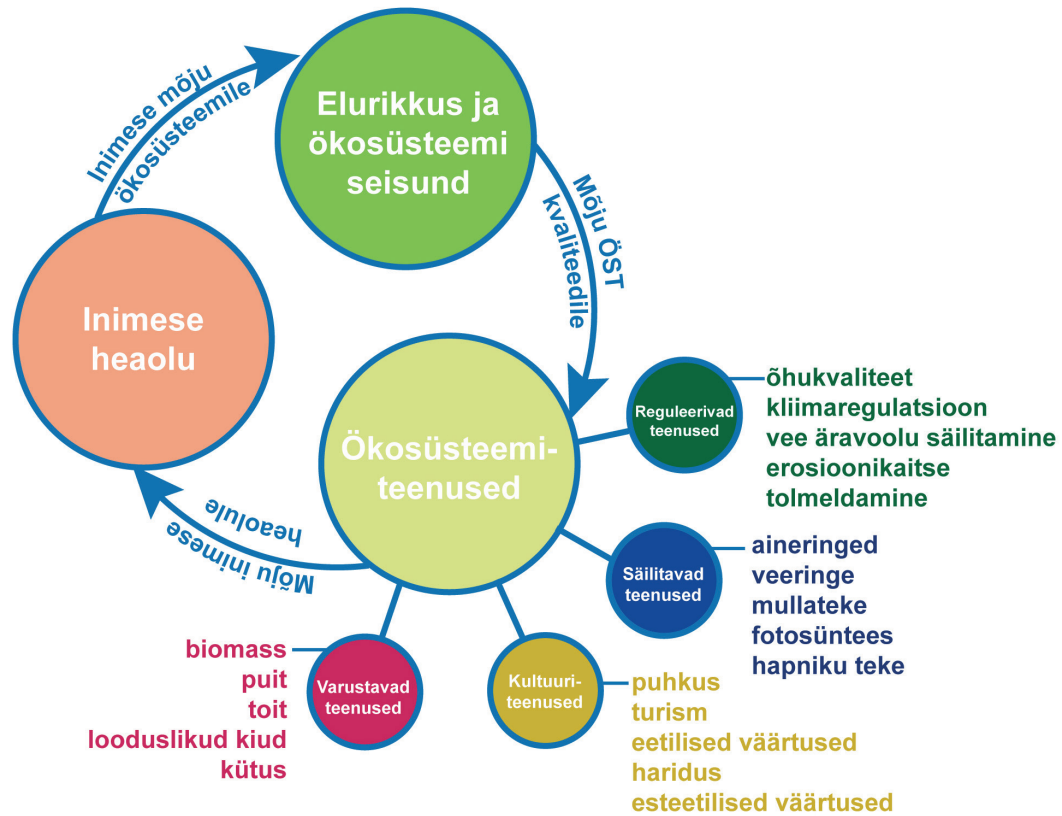 Elurikkus ja
ökosüsteemi
seisund
Inimese mõju
ökosüsteemile
Mõju ÖST
kvaliteedile
Inimese
heaolu
Ökosüsteemi-
teenused
Mõju inimese
heaolule
Reguleerivad
teenused
õhukvaliteet
kliimaregulatsioon
vee äravoolu säilitamine
erosioonikaitse
tolmeldamine
Säilitavad
teenused
aineringed
veeringe
mullateke
fotosüntees
hapniku teke
Varustavad
teenused
biomass
puit
toit
looduslikud kiud
kütus
Kultuuri-
teenused
puhkus
turism
eetilised väärtused
haridus
esteetilised väärtused